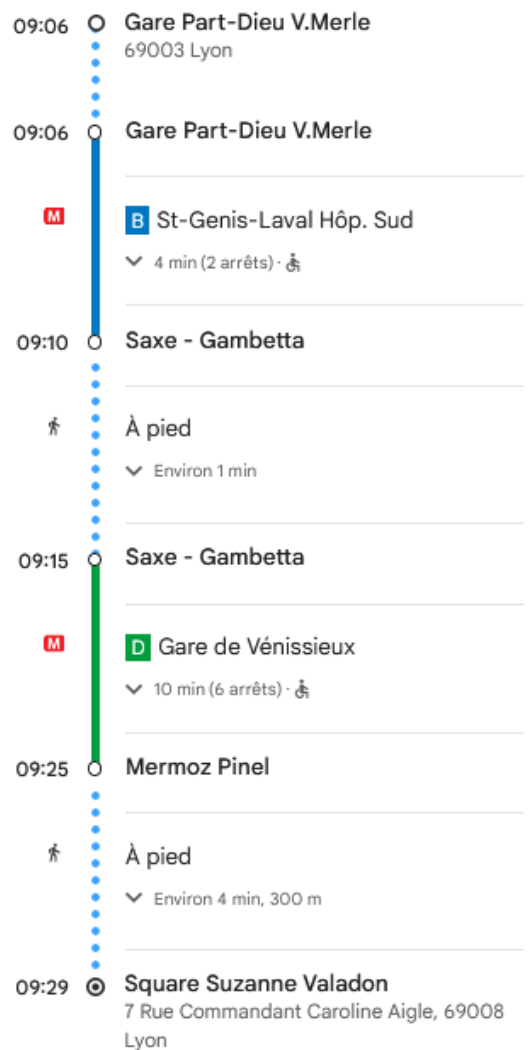 09:06 Gare Part-Dieu V.Merle
69003 Lyon
09:06 Gare Part-Dieu V.Merle
M B St-Genis-Laval Hôp. Sud
4 min (2 arrêts) ·
09:10 Saxe - Gambetta
À pied
Environ 1 min
09:15 Saxe - Gambetta
M D Gare de Vénissieux
10 min (6 arrêts) ·
09:25 Mermoz Pinel
À pied
Environ 4 min, 300 m
09:29 Square Suzanne Valadon
7 Rue Commandant Caroline Aigle, 69008
Lyon